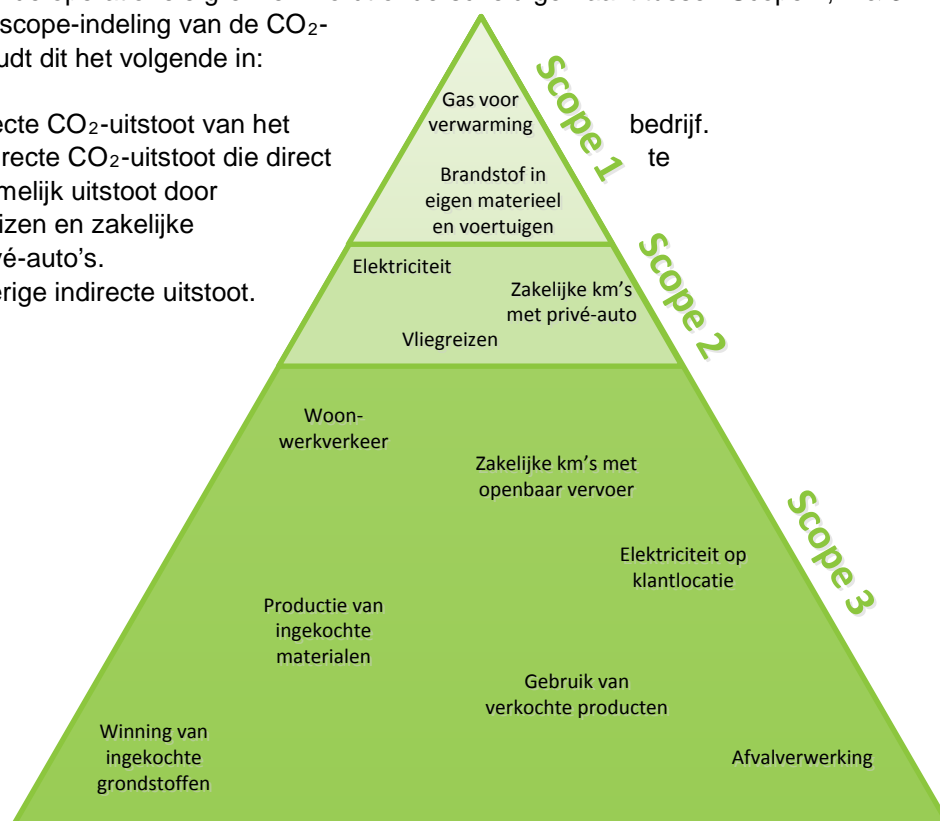 scope-indeling van de CO₂-
udt dit het volgende in:
ecte CO₂-uitstoot van het bedrijf.
recte CO₂-uitstoot die direct te
melijk uitstoot door
izen en zakelijke
vé-auto's.
erige indirecte uitstoot.
Scope 1
Gas voor
verwarming
Brandstof in
eigen materieel
en voertuigen
Scope 2
Elektriciteit
Zakelijke km's
met privé-auto
Vliegreizen
Scope 3
Woon-
werkverkeer
Zakelijke km's met
openbaar vervoer
Elektriciteit op
klantlocatie
Productie van
ingekochte
materialen
Gebruik van
verkochte producten
Winning van
ingekochte
grondstoffen
Afvalverwerking